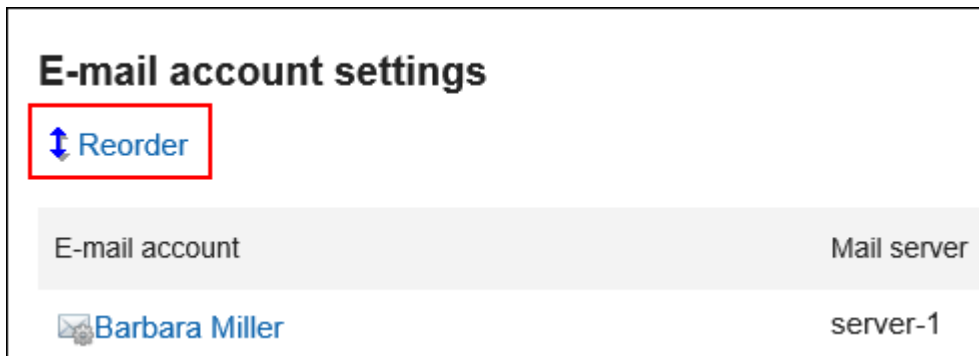 E-mail account settings
Reorder
E-mail account Mail server
Barbara Miller server-1